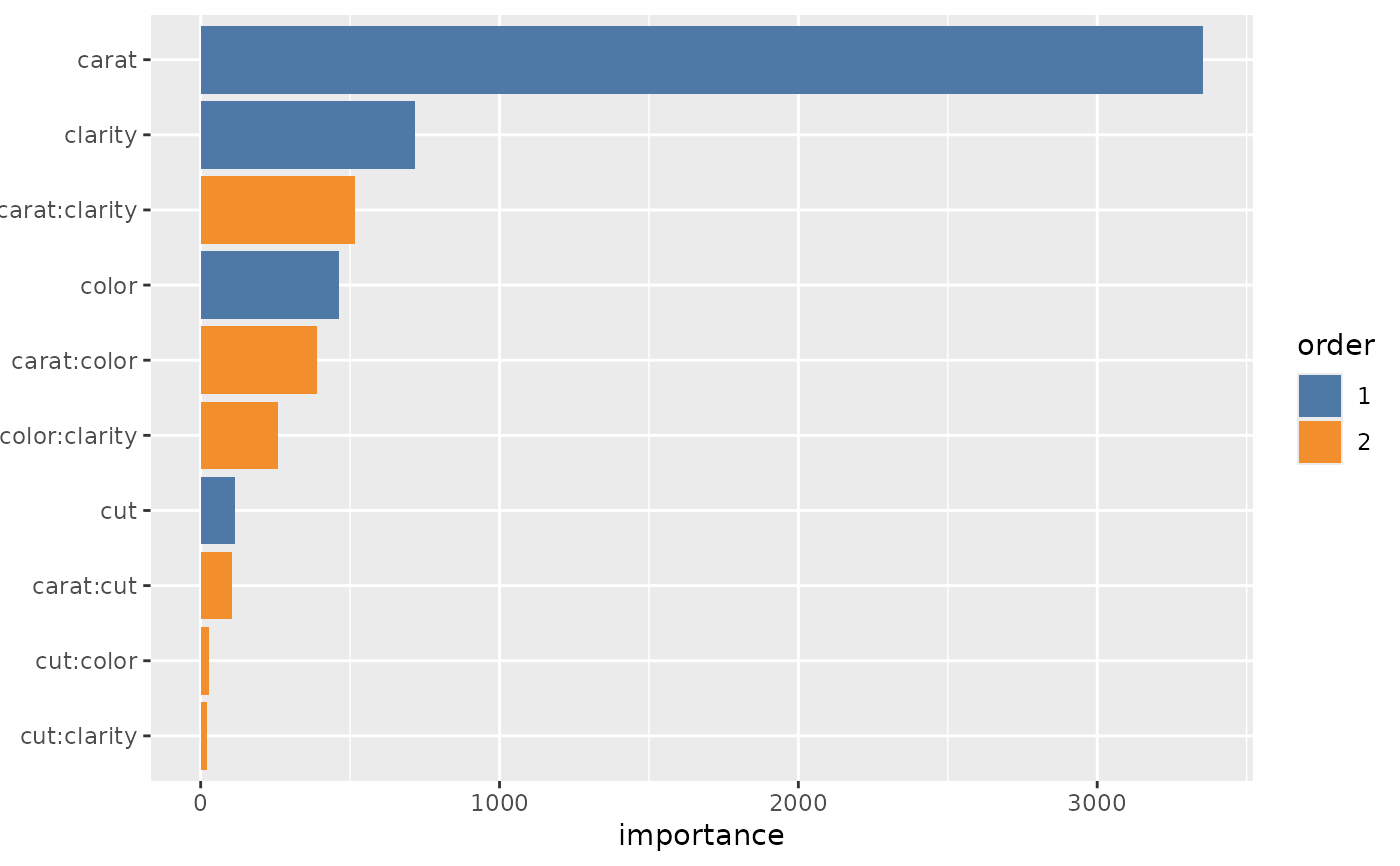 carat
clarity
carat:clarity
color
carat:color
color:clarity
cut
carat:cut
cut:color
cut:clarity
0 1000 2000 3000
importance
order
1
2